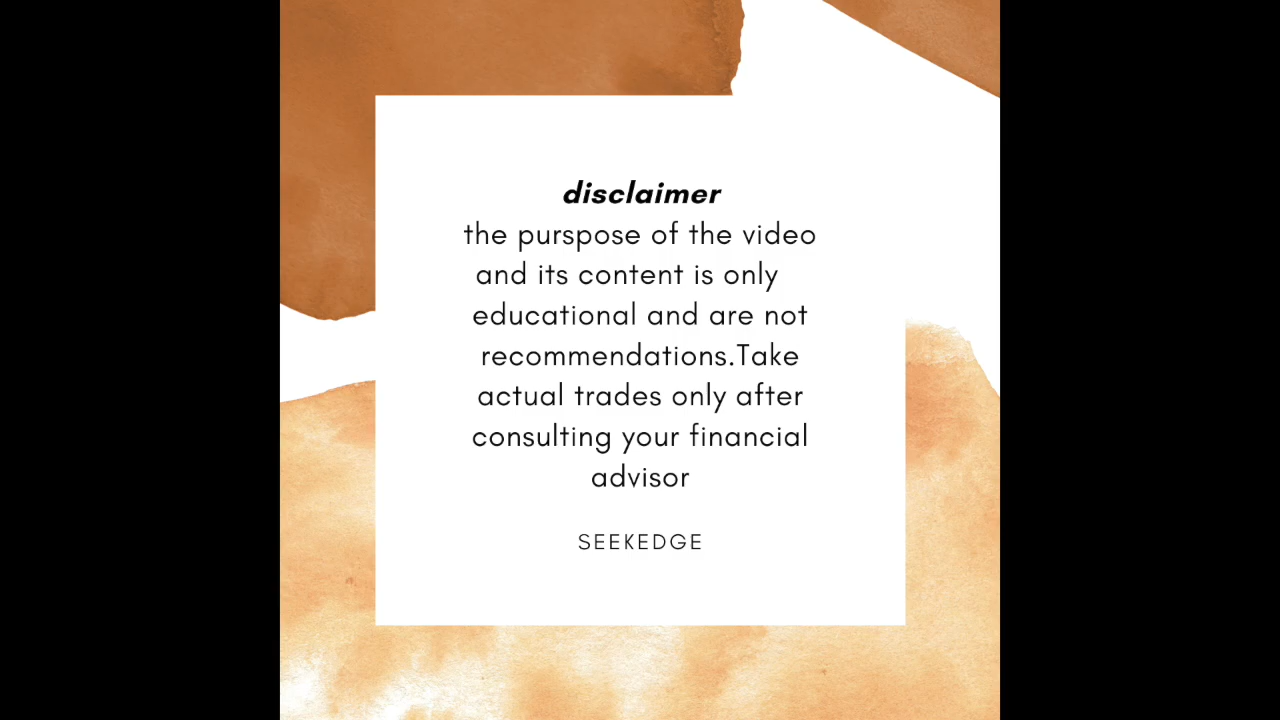 disclaimer
the purspose of the video
and its content is only
educational and are not
recommendations.Take
actual trades only after
consulting your financial
advisor
SEEKEDGE